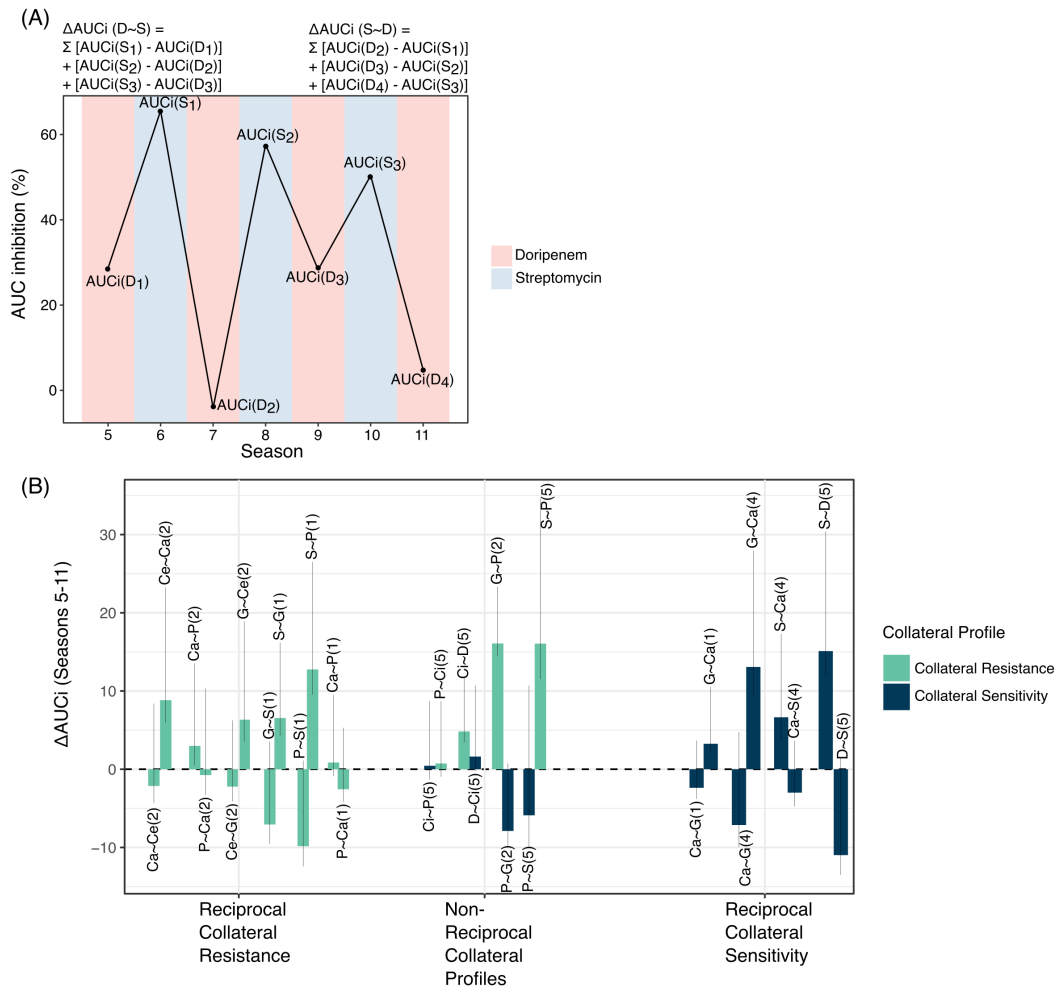 (A)
ΔAUCi (D~S) =
Σ [AUCi(S1) - AUCi(D1)]
+ [AUCi(S2) - AUCi(D2)]
+ [AUCi(S3) - AUCi(D3)]
ΔAUCi (S~D) =
Σ [AUCi(D2) - AUCi(S1)]
+ [AUCi(D3) - AUCi(S2)]
+ [AUCi(D4) - AUCi(S3)]
AUC inhibition (%)
60
40
20
0
AUCi(D1)
AUCi(S1)
AUCi(D2)
AUCi(S2)
AUCi(D3)
AUCi(S3)
AUCi(D4)
5 6 7 8 9 10 11
Season
Doripenem
Streptomycin
(B)
ΔAUCi (Seasons 5-11)
30
20
10
0
−10
Ca~Ce(2)
Ce~Ca(2)
Ca~P(2)
P~Ca(2)
Ce~G(2)
G~Ce(2)
G~S(1)
S~G(1)
P~S(1)
S~P(1)
Ca~P(1)
P~Ca(1)
Ci~P(5)
P~Ci(5)
Ci~D(5)
D~Ci(5)
G~P(2)
P~G(2)
P~S(5)
S~P(5)
Ca~G(1)
G~Ca(1)
Ca~G(4)
G~Ca(4)
S~Ca(4)
Ca~S(4)
S~D(5)
D~S(5)
Reciprocal
Collateral
Resistance
Non-
Reciprocal
Collateral
Profiles
Reciprocal
Collateral
Sensitivity
Collateral Profile
Collateral Resistance
Collateral Sensitivity